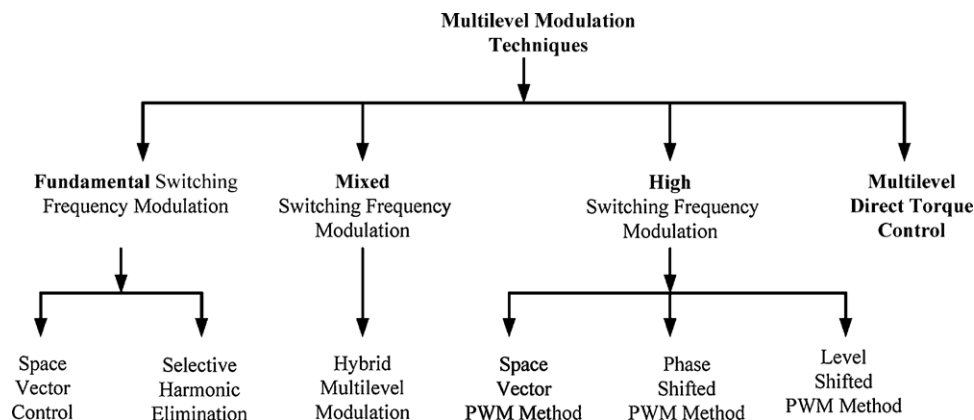 Multilevel Modulation
Techniques
Fundamental Switching
Frequency Modulation
Mixed
Switching Frequency
Modulation
High
Switching Frequency
Modulation
Multilevel
Direct Torque
Control
Space
Vector
Control
Selective
Harmonic
Elimination
Hybrid
Multilevel
Modulation
Space
Vector
PWM Method
Phase
Shifted
PWM Method
Level
Shifted
PWM Method